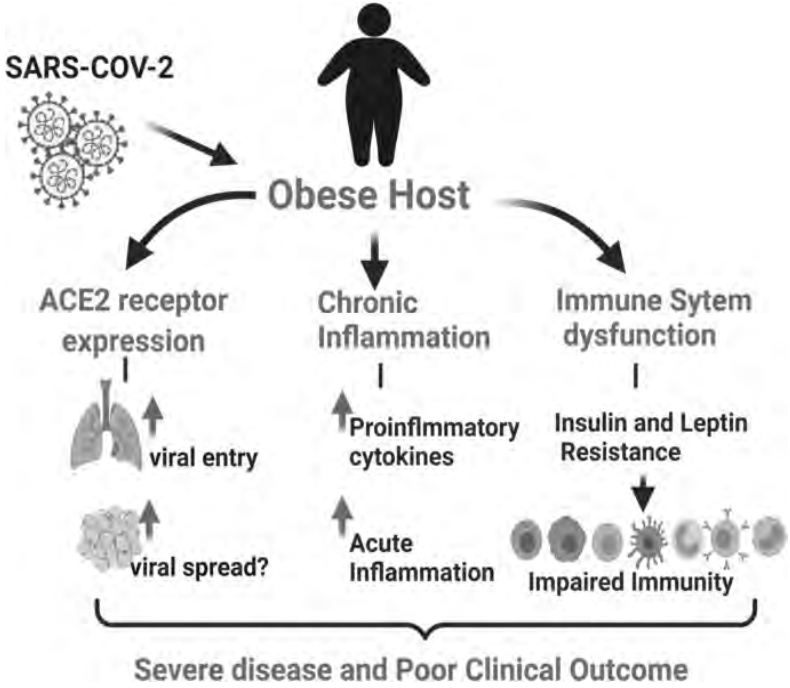 SARS-COV-2
Obese Host
ACE2 receptor
expression
viral entry
viral spread?
Chronic
Inflammation
Proinflmmatory
cytokines
Acute
Inflammation
Immune Sytem
dysfunction
Insulin and Leptin
Resistance
Impaired Immunity
Severe disease and Poor Clinical Outcome